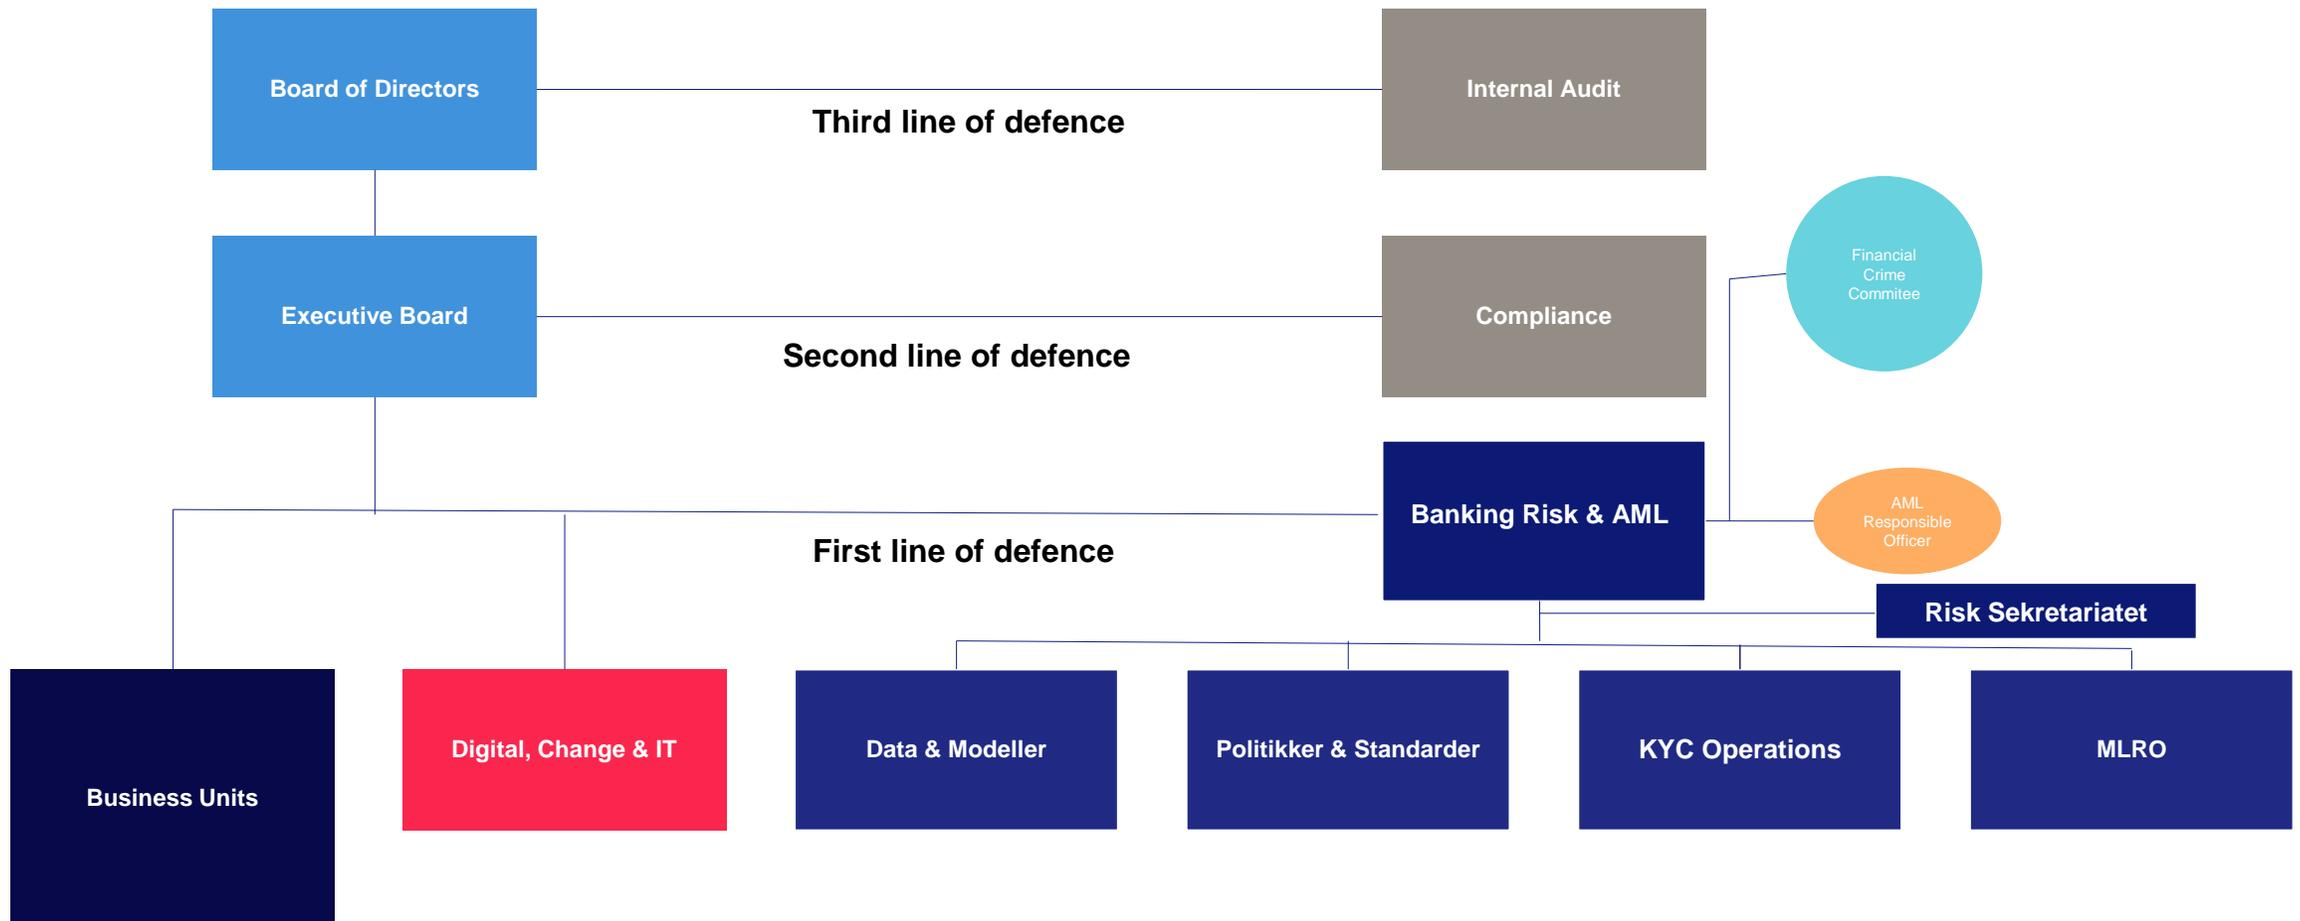 Board of Directors
Internal Audit
Third line of defence
Executive Board
Compliance
Financial
Crime
Commitee
Second line of defence
Banking Risk & AML
AML
Responsible
Officer
First line of defence
Risk Sekretariatet
Business Units
Digital, Change & IT
Data & Modeller
Politikker & Standarder
KYC Operations
MLRO